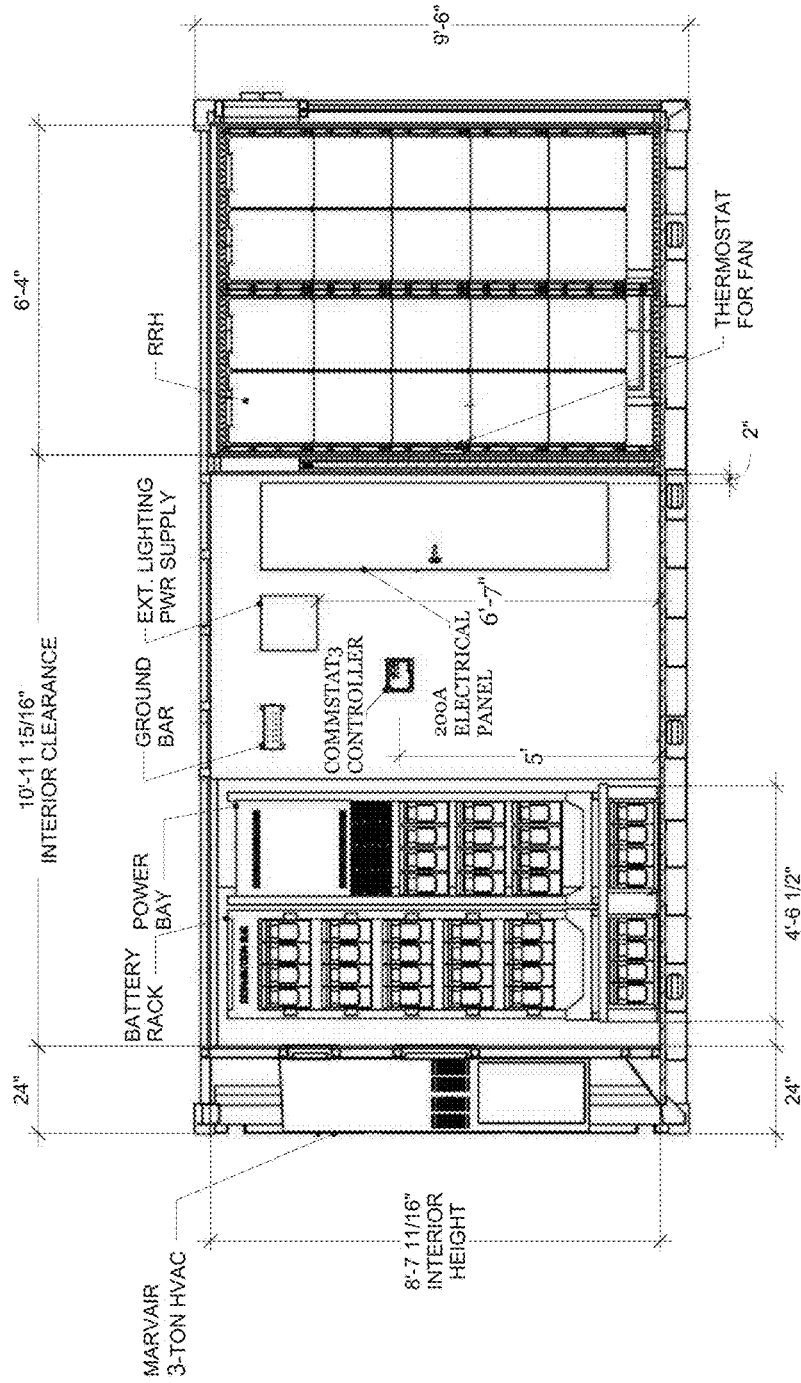 MARVAIR
3-TON HVAC
24"
10'-11 15/16"
INTERIOR CLEARANCE
6'-4"
BATTERY
RACK
POWER
BAY
GROUND
BAR
EXT. LIGHTING
PWR SUPPLY
RRH
9'-6"
8'-7 11/16"
INTERIOR
HEIGHT
COMMSTAT3
CONTROLLER
200A
ELECTRICAL
PANEL
6'-7"
5'
24"
4'-6 1/2"
2"
THERMOSTAT
FOR FAN